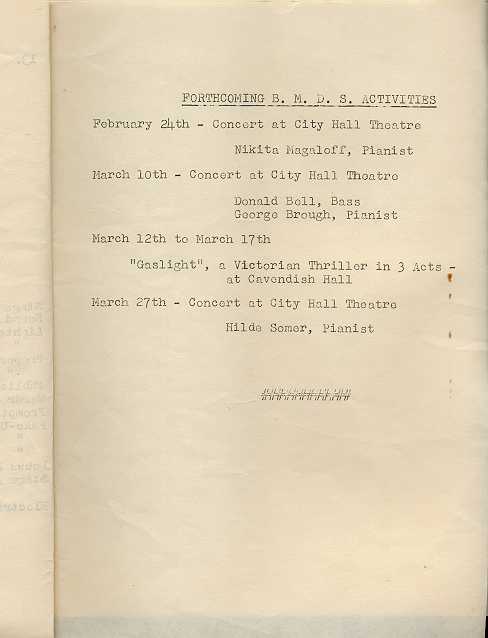 FORTHCOMING B. M. D. S. ACTIVITIES
February 24th - Concert at City Hall Theatre
Nikita Magaloff, Pianist
March 10th - Concert at City Hall Theatre
Donald Bell, Bass
George Brough, Pianist
March 12th to March 17th
"Gaslight", a Victorian Thriller in 3 Acts -
at Cavendish Hall
March 27th - Concert at City Hall Theatre
Hilde Somer, Pianist